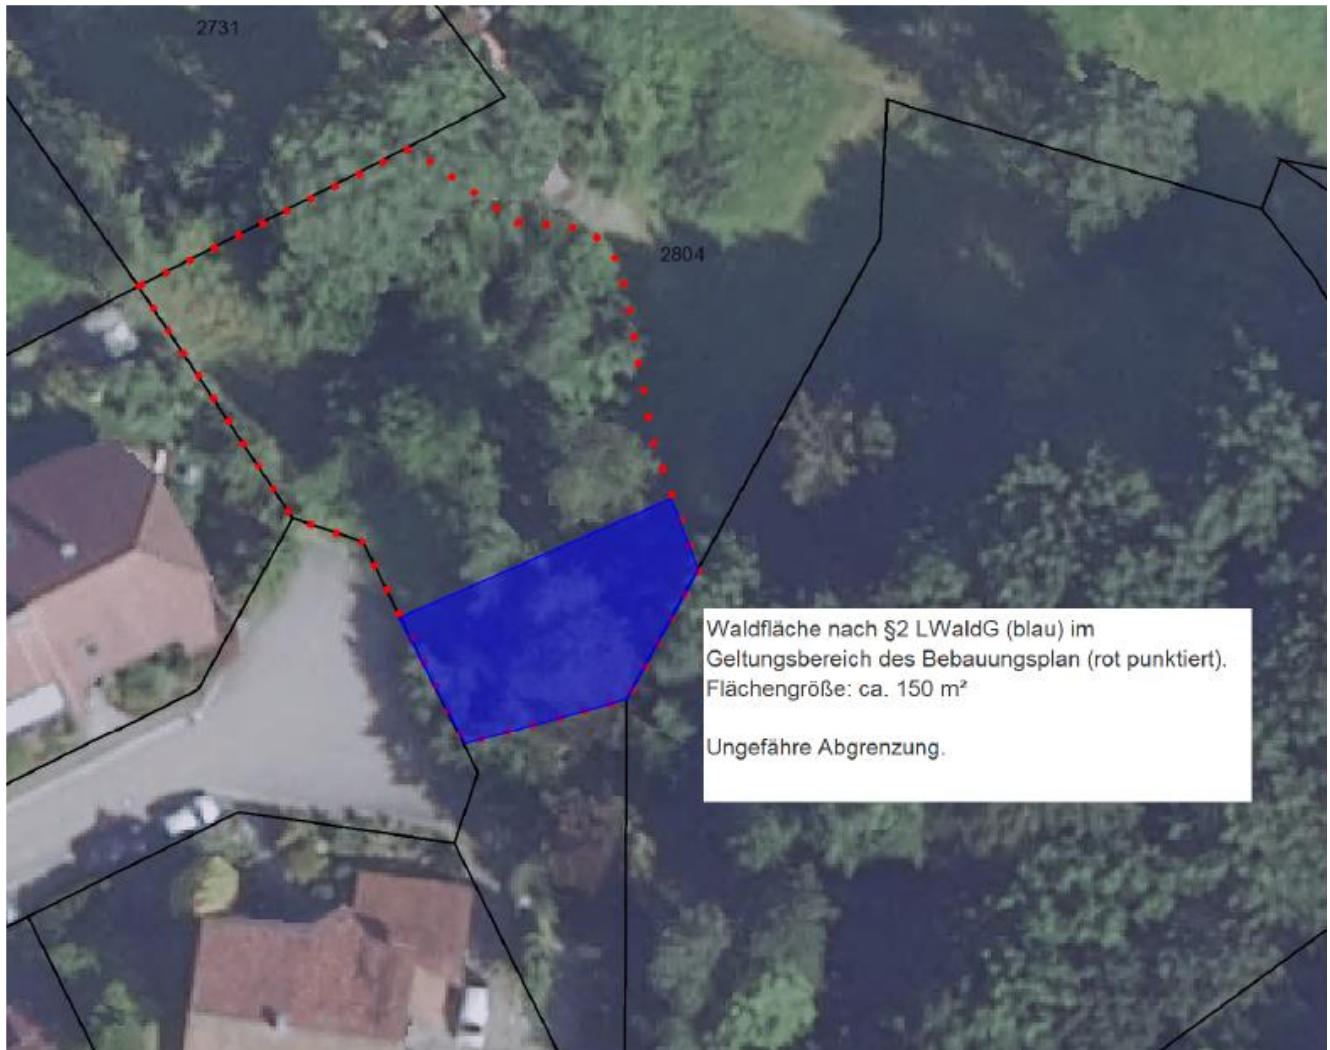 2731
2804
Waldfläche nach §2 LWaldG (blau) im
Geltungsbereich des Bebauungsplan (rot punktiert).
Flächengröße: ca. 150 m²
Ungefähre Abgrenzung.